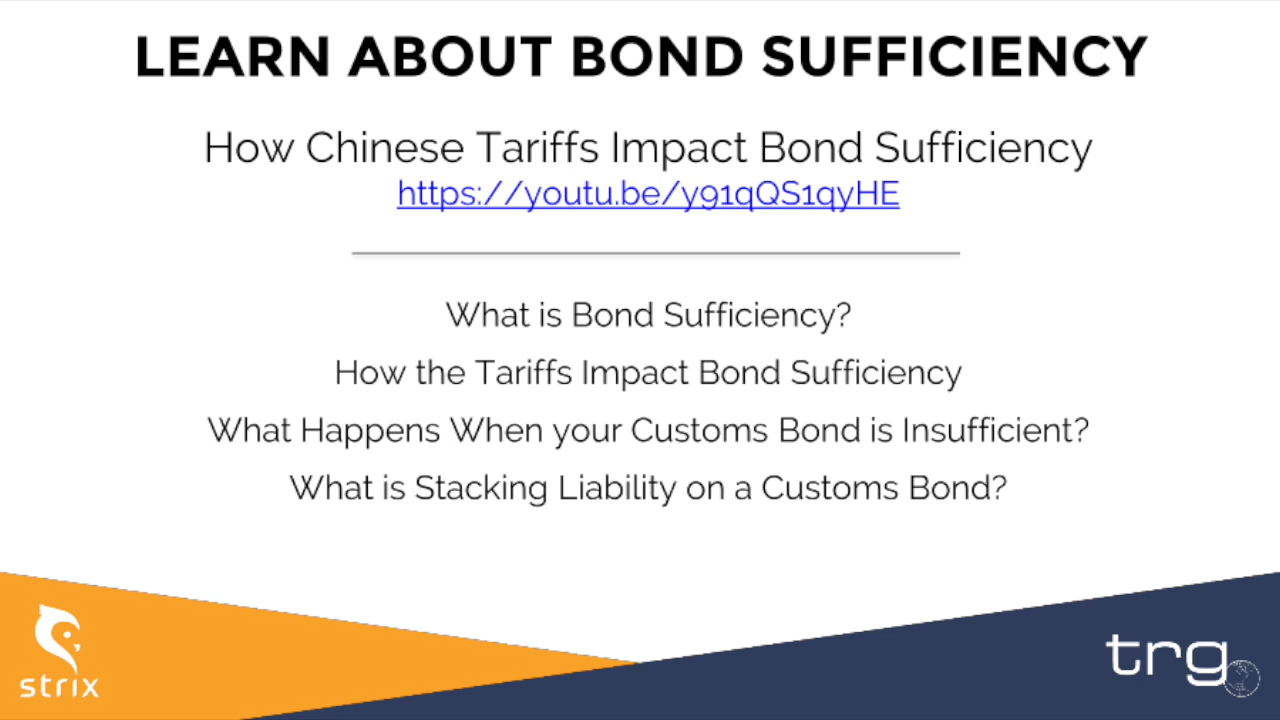 LEARN ABOUT BOND SUFFICIENCY
How Chinese Tariffs Impact Bond Sufficiency
https://youtu.be/y91qQS1qyHE
What is Bond Sufficiency?
How the Tariffs Impact Bond Sufficiency
What Happens When your Customs Bond is Insufficient?
What is Stacking Liability on a Customs Bond?
strix
trg